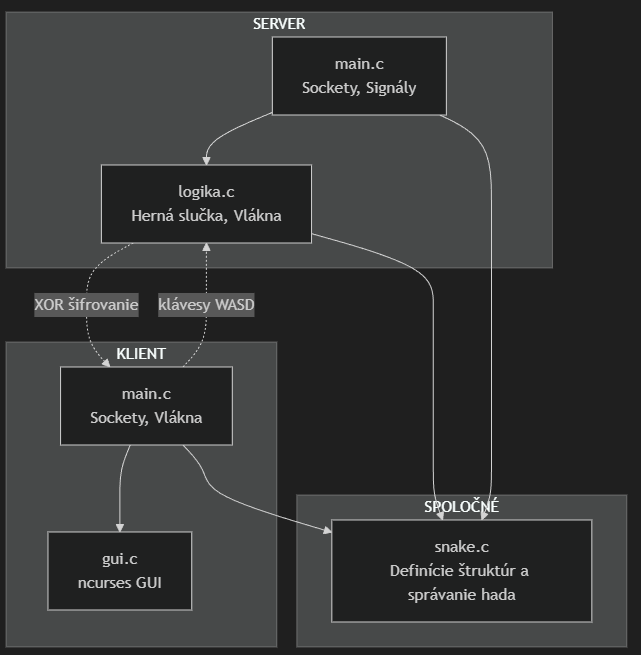 SERVER
main.c
Sockety, Signály
logika.c
Herná slučka, Vlákna
XOR šifrovanie
klávesy WASD
KLIENT
main.c
Sockety, Vlákna
gui.c
ncurses GUI
SPOLOČNÉ
snake.c
Definície štruktúr a
správanie hada